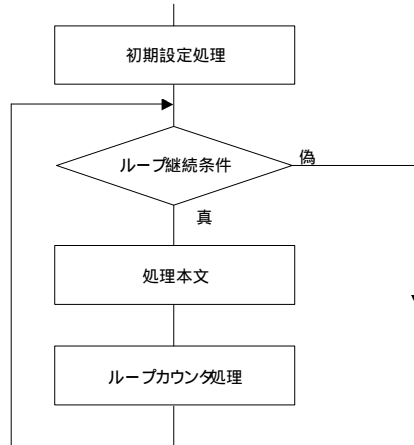 初期設定処理
ループ継続条件
偽
真
処理本文
ループカウンタ処理